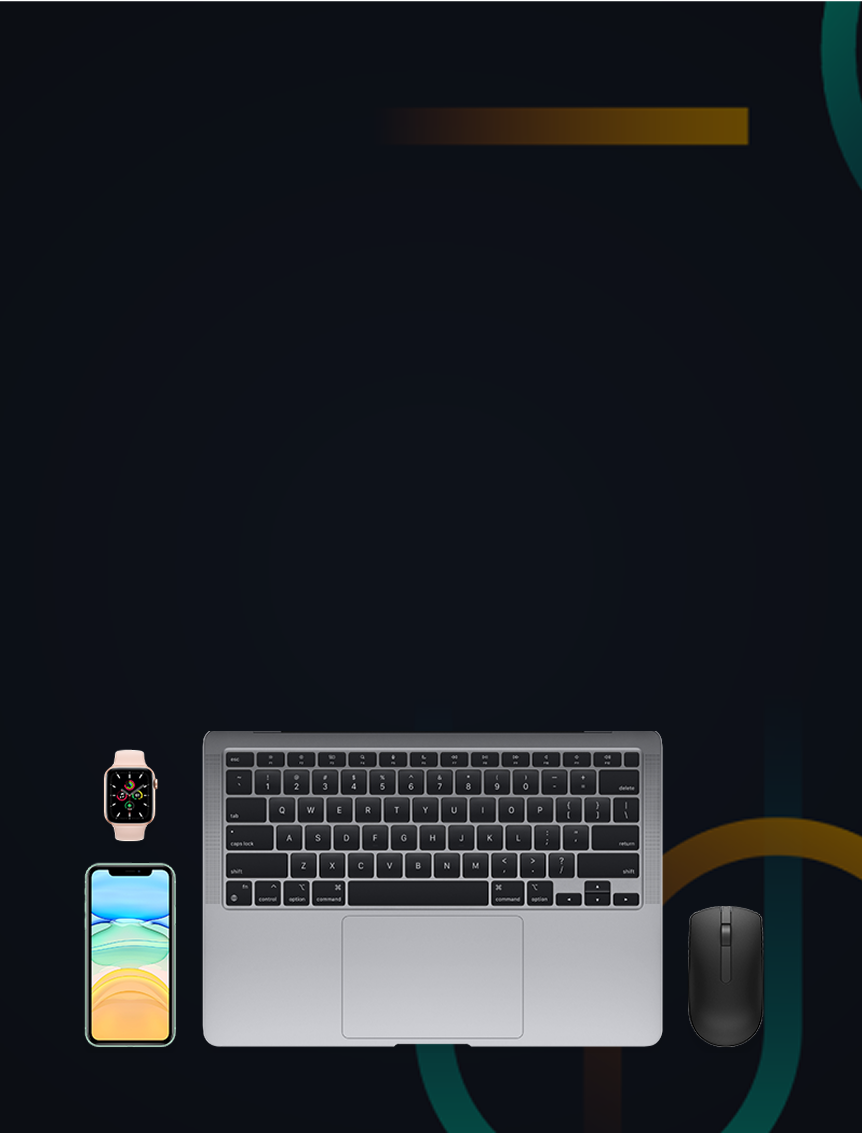 esc
~ ! @ # $ % ^ & * ( ) — +
` 1 2 3 4 5 6 7 8 9 0 - =
delete
tab Q W E R T Y U I O P { [ } ] | \
caps lock A S D F G H J K L : ; " '
return
shift Z X C V B N M < , > . ? /
shift
fn ⌃ ⌥ ⌘ ⌘ ⌥
control option command command option